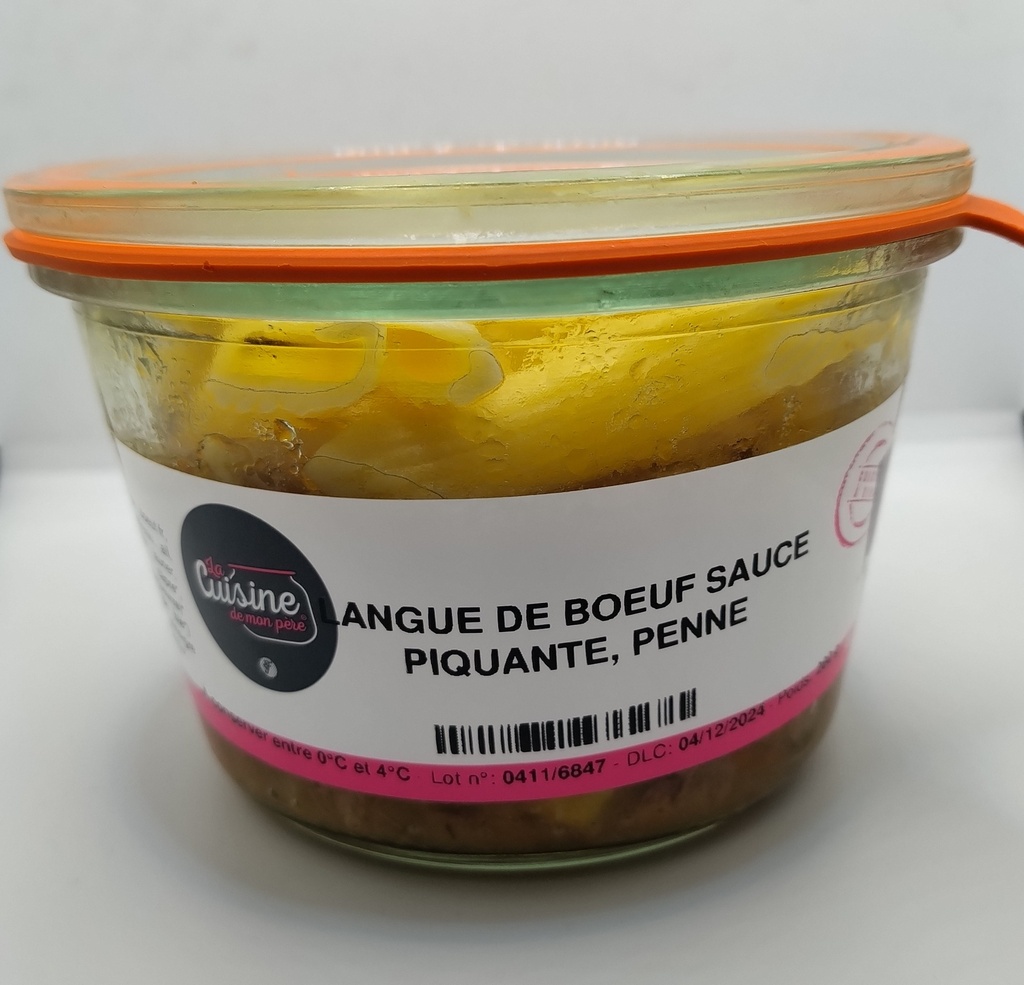 La
Cuisine
de mon père®
LANGUE DE BOEUF SAUCE
PIQUANTE, PENNE
conserver entre 0°C et 4°C - Lot n°: 0411/6847 - DLC: 04/12/2024 - Poids: